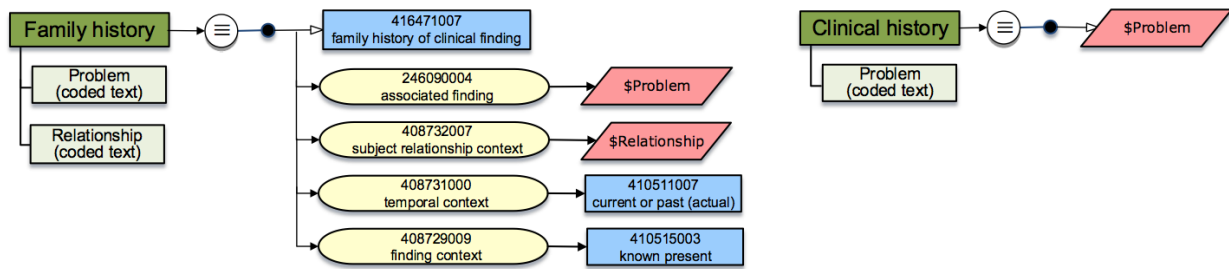 Family history
416471007
family history of clinical finding
Problem
(coded text)
246090004
associated finding
$Problem
Relationship
(coded text)
408732007
subject relationship context
$Relationship
408731000
temporal context
410511007
current or past (actual)
408729009
finding context
410515003
known present
Clinical history
$Problem
Problem
(coded text)